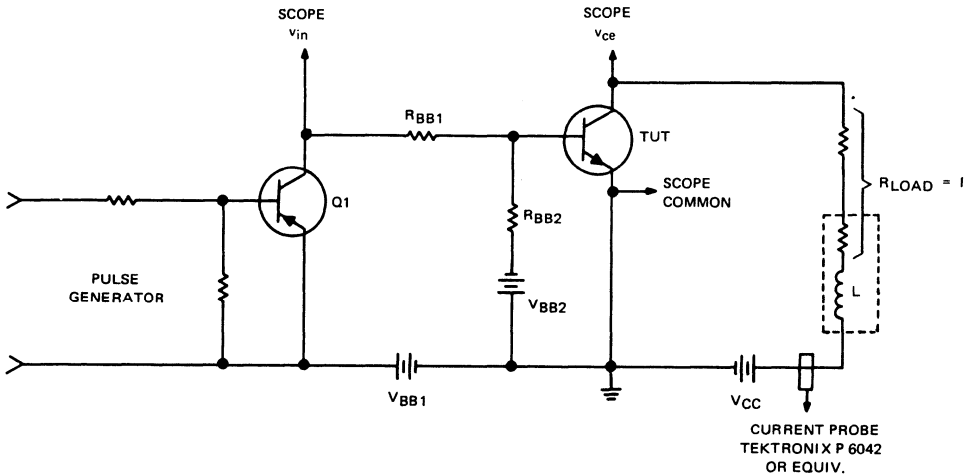 SCOPE
vin
SCOPE
vce
RBB1
TUT
Q1
RBB2
SCOPE
COMMON
RLOAD =
PULSE
GENERATOR
VBB2
L
VBB1
VCC
CURRENT PROBE
TEKTRONIX P 6042
OR EQUIV.